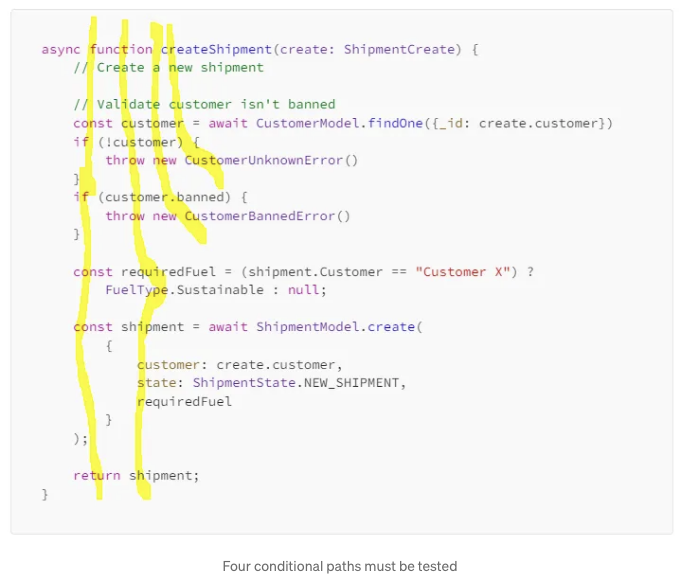 async function createShipment(create: ShipmentCreate) {
// Create a new shipment
// Validate customer isn't banned
const customer = await CustomerModel.findOne({_id: create.customer})
if (!customer) {
throw new CustomerUnknownError()
}
if (customer.banned) {
throw new CustomerBannedError()
}
const requiredFuel = (shipment.Customer == "Customer X") ?
FuelType.Sustainable : null;
const shipment = await ShipmentModel.create(
{
customer: create.customer,
state: ShipmentState.NEW_SHIPMENT,
requiredFuel
}
);
return shipment;
}
Four conditional paths must be tested